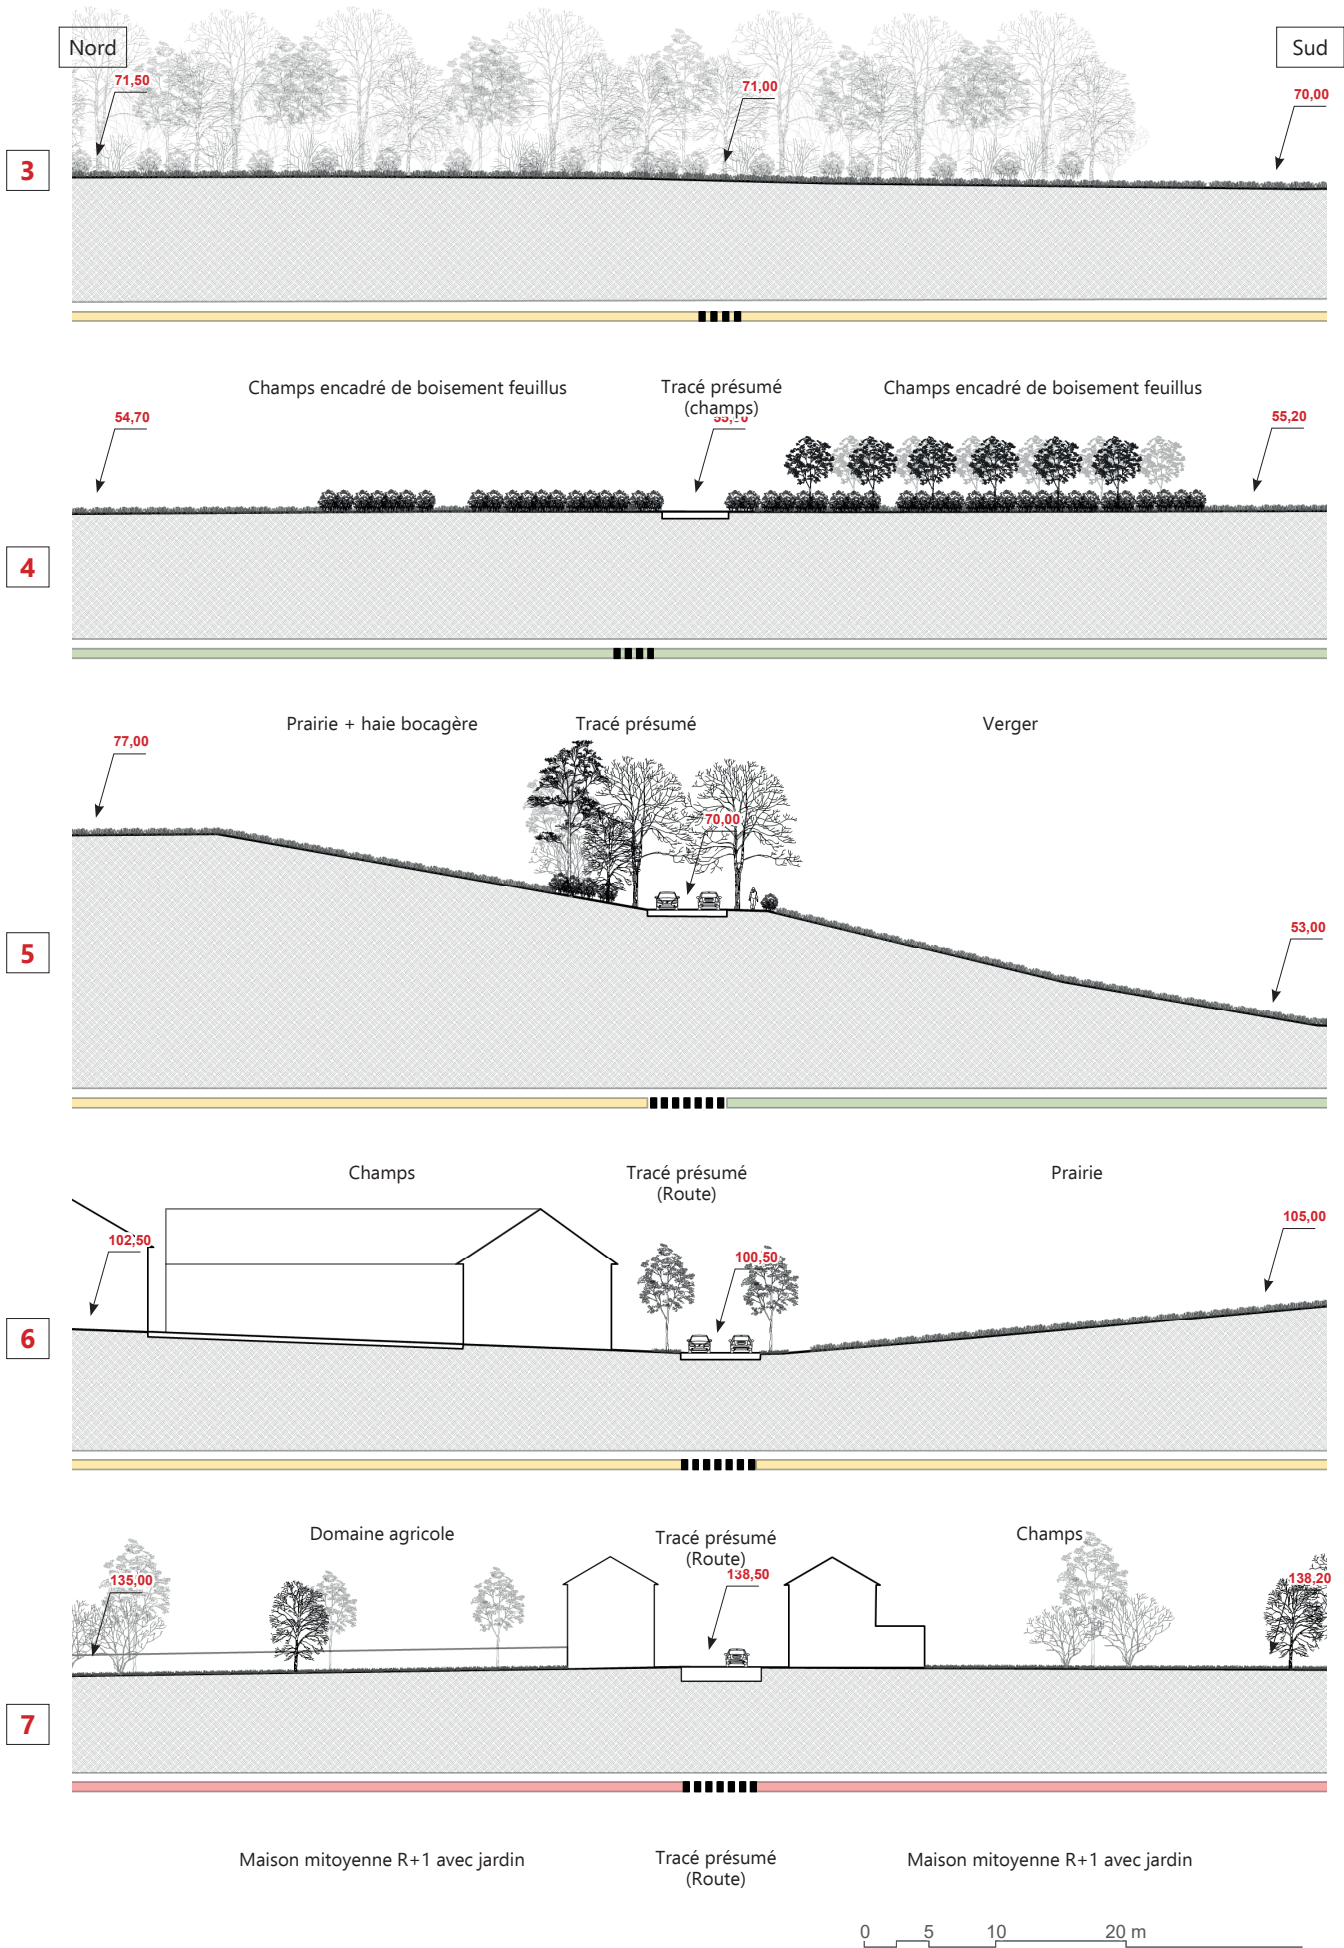 Nord
Sud
71,50
71,00
70,00
3
Champs encadré de boisement feuillus
Tracé présumé
(champs)
Champs encadré de boisement feuillus
54,70
55,20
4
Prairie + haie bocagère
Tracé présumé
Verger
77,00
70,00
53,00
5
Champs
Tracé présumé
(Route)
Prairie
102,50
100,50
105,00
6
Domaine agricole
Tracé présumé
(Route)
Champs
135,00
138,50
138,20
7
Maison mitoyenne R+1 avec jardin
Tracé présumé
(Route)
Maison mitoyenne R+1 avec jardin
0 5 10 20 m